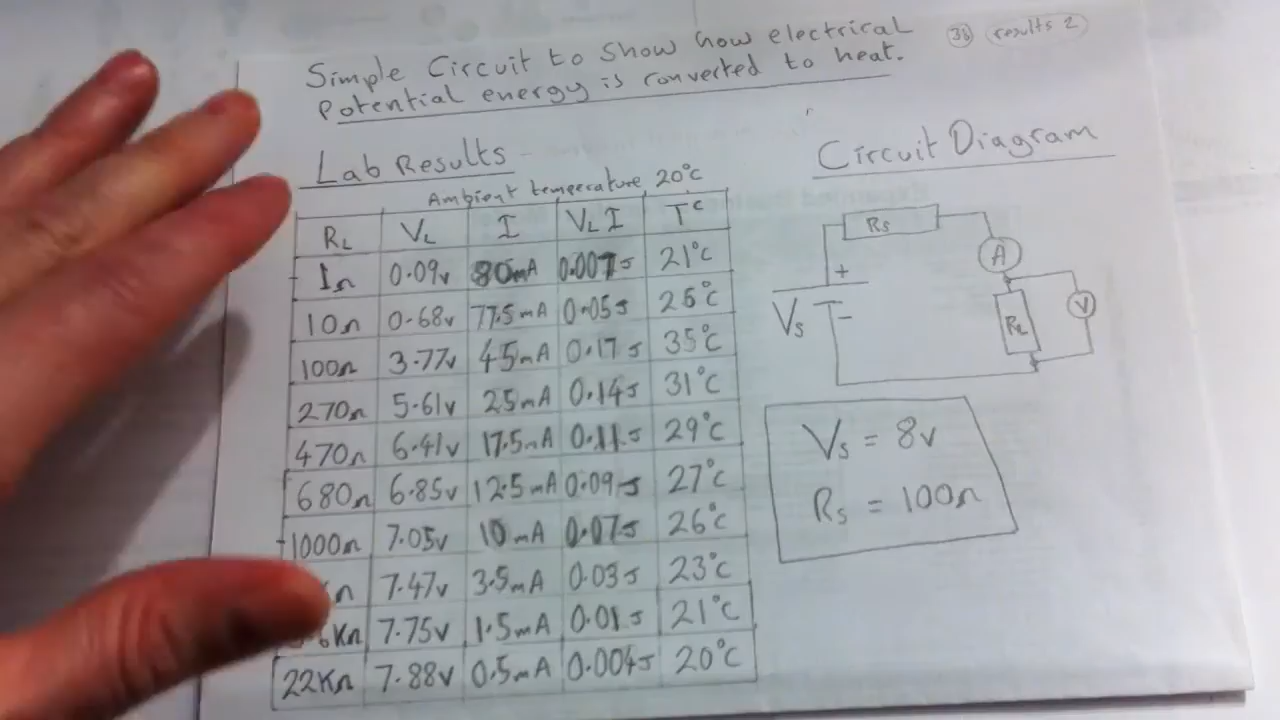 Simple Circuit to Show how electrical
Potential energy is converted to heat.
38 results 2
Lab Results
Ambient temperature 20°C
RL VL I VL I T°C
1Ω 0.09v 80mA 0.007J 21°C
10Ω 0.68v 77.5mA 0.05J 26°C
100Ω 3.77v 45mA 0.17J 35°C
270Ω 5.61v 25mA 0.14J 31°C
470Ω 6.41v 17.5mA 0.11J 29°C
680Ω 6.85v 12.5mA 0.09J 27°C
1000Ω 7.05v 10mA 0.07J 26°C
7.47v 3.5mA 0.03J 23°C
7.75v 1.5mA 0.01J 21°C
22KΩ 7.88v 0.5mA 0.004J 20°C
Circuit Diagram
Rs
A
+
Vs
-
RL
V
Vs = 8v
Rs = 100Ω